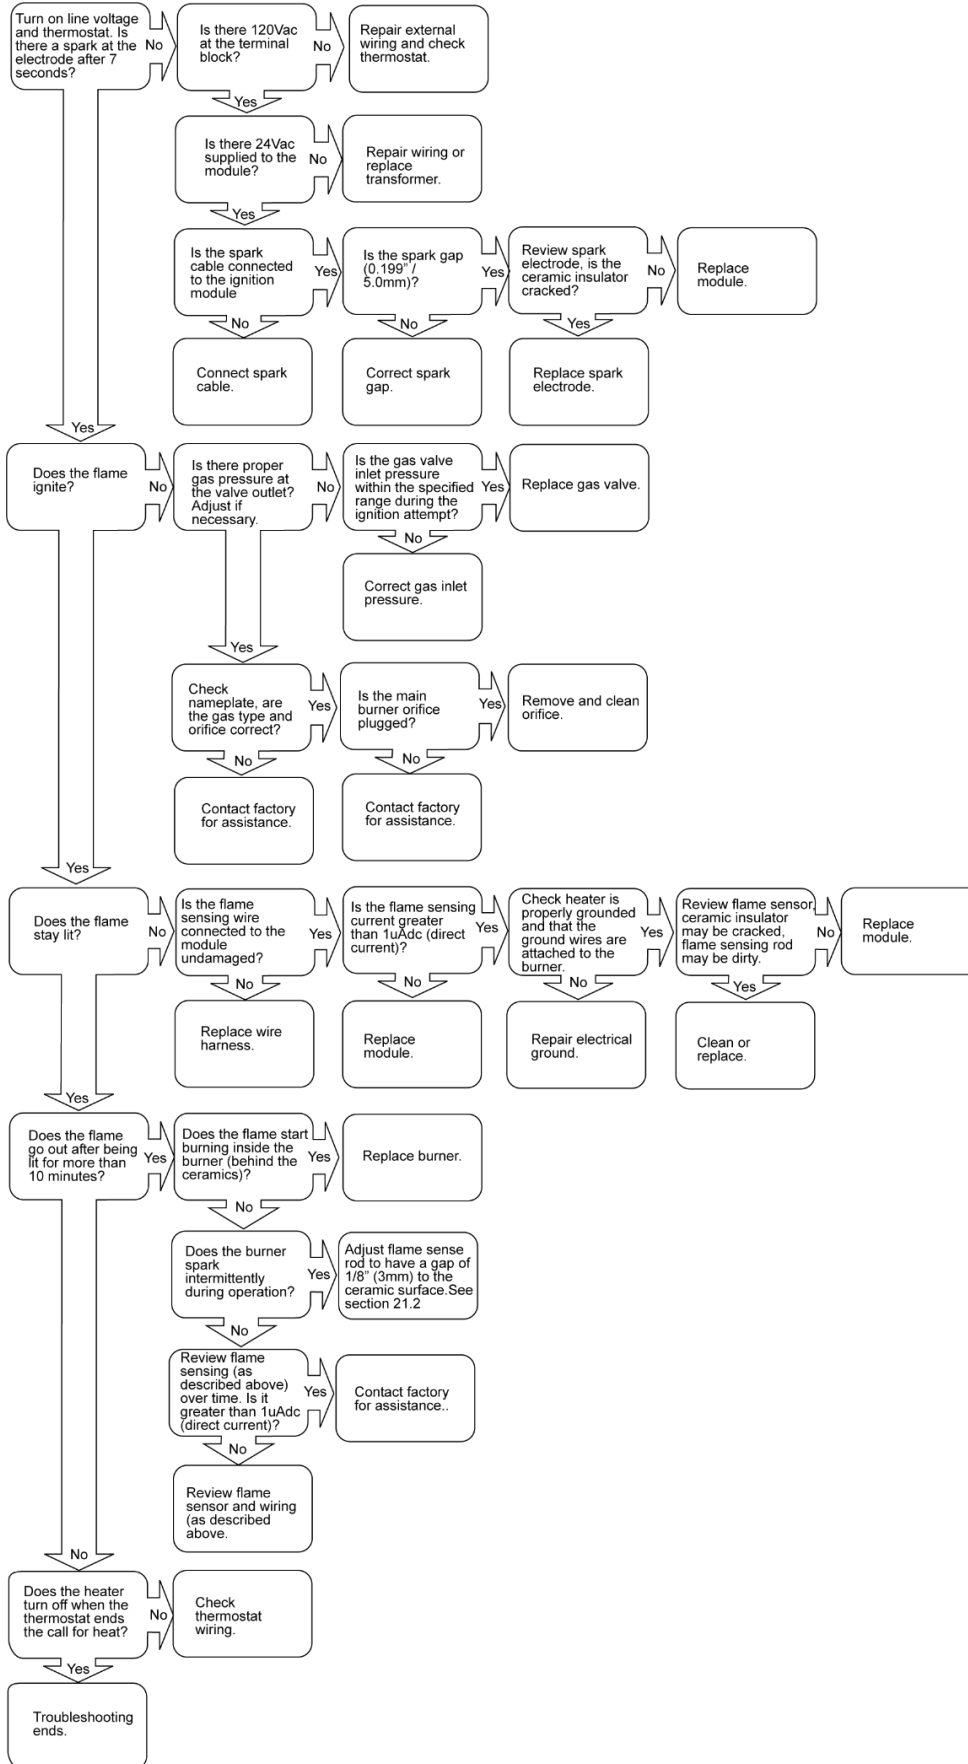 Turn on line voltage
and thermostat. Is
there a spark at the
electrode after 7
seconds?
No
Is there 120Vac
at the terminal
block?
No
Repair external
wiring and check
thermostat.
Yes
Is there 24Vac
supplied to the
module?
No
Repair wiring or
replace
transformer.
Yes
Is the spark
cable connected
to the ignition
module
Yes
Is the spark gap
(0.199” /
5.0mm)?
Yes
Review spark
electrode, is the
ceramic insulator
cracked?
No
Replace
module.
No
No
Yes
Connect spark
cable.
Correct spark
gap.
Replace spark
electrode.
Yes
Does the flame
ignite?
No
Is there proper
gas pressure at
the valve outlet?
Adjust if
necessary.
No
Is the gas valve
inlet pressure
within the specified
range during the
ignition attempt?
Yes
Replace gas valve.
No
Correct gas inlet
pressure.
Yes
Check
nameplate, are
the gas type and
orifice correct?
Yes
Is the main
burner orifice
plugged?
Yes
Remove and clean
orifice.
No
No
Contact factory
for assistance.
Contact factory
for assistance.
Yes
Does the flame
stay lit?
No
Is the flame
sensing wire
connected to the
module
undamaged?
Yes
Is the flame sensing
current greater
than 1uAdc (direct
current)?
Yes
Check heater is
properly grounded
and that the
ground wires are
attached to the
burner.
Yes
Review flame sensor,
ceramic insulator
may be cracked,
flame sensing rod
may be dirty.
No
Replace
module.
No
No
No
Yes
Replace wire
harness.
Replace
module.
Repair electrical
ground.
Clean or
replace.
Yes
Does the flame
go out after being
lit for more than
10 minutes?
Yes
Does the flame start
burning inside the
burner (behind the
ceramics)?
Yes
Replace burner.
No
Does the burner
spark
intermittently
during operation?
Yes
Adjust flame sense
rod to have a gap of
1/8” (3mm) to the
ceramic surface.See
section 21.2
No
Review flame
sensing (as
described above)
over time. Is it
greater than 1uAdc
(direct current)?
Yes
Contact factory
for assistance..
No
Review flame
sensor and wiring
(as described
above.
No
Does the heater
turn off when the
thermostat ends
the call for heat?
No
Check
thermostat
wiring.
Yes
Troubleshooting
ends.